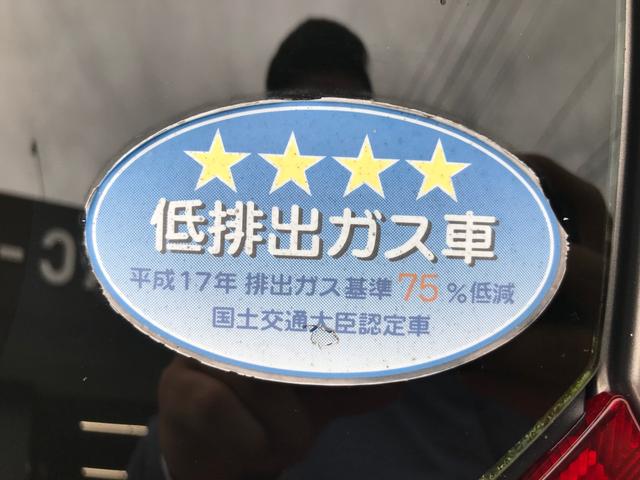 ★★★★
低排出ガス車
平成17年 排出ガス基準 75 %低減
国土交通大臣認定車